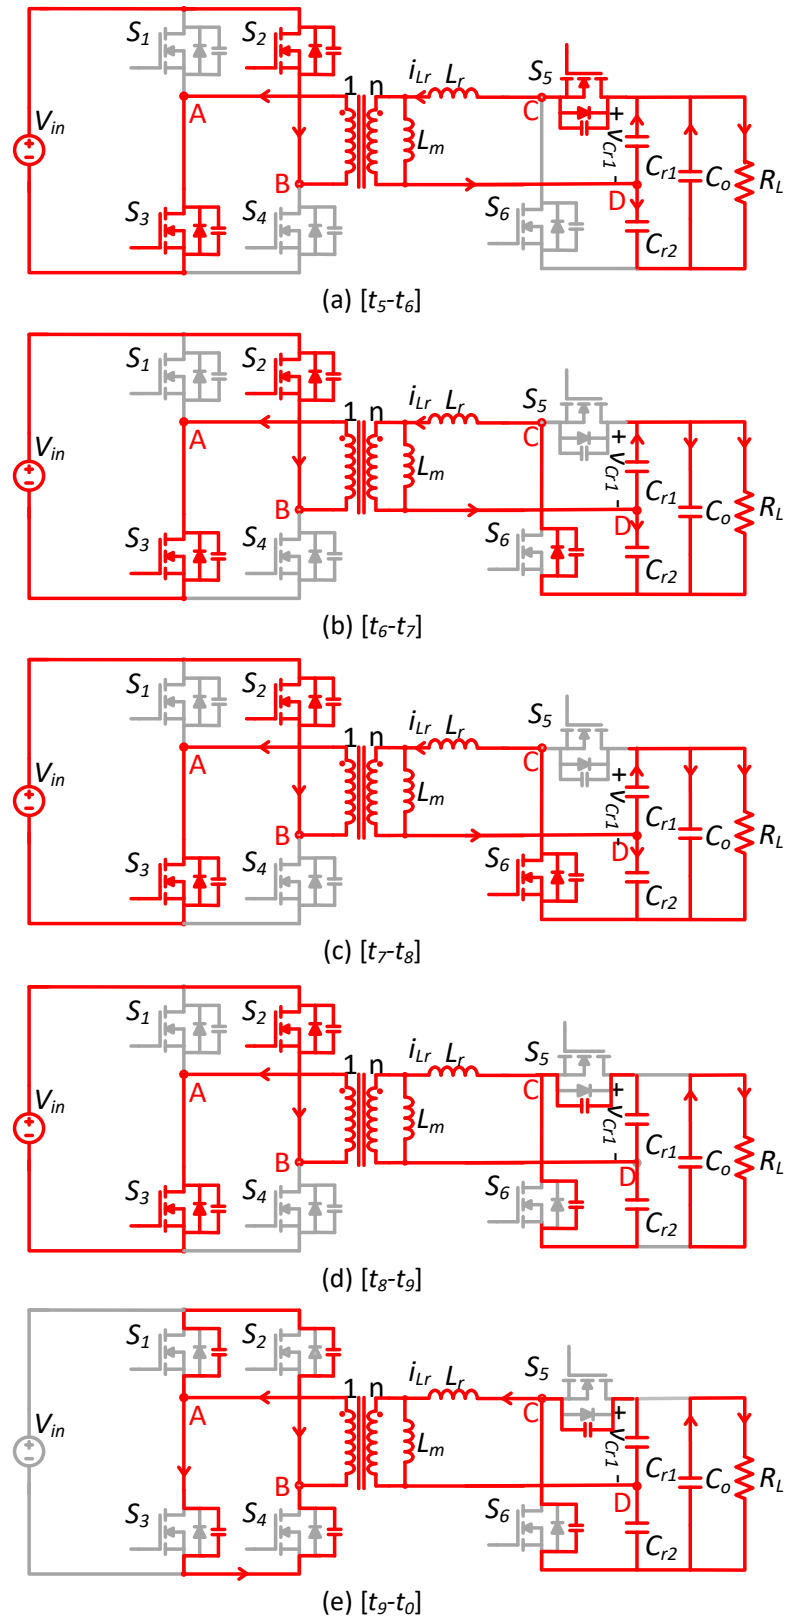 S1 S2 S5
1 n iLr Lr
A C
Vin + VCr1 -
Lm Cr1 Co RL
B D
S3 S4 S6
Cr2
(a) [t5-t6]
S1 S2 S5
1 n iLr Lr
A C
Vin + VCr1 -
Lm Cr1 Co RL
B D
S3 S4 S6
Cr2
(b) [t6-t7]
S1 S2 S5
1 n iLr Lr
A C
Vin + VCr1 -
Lm Cr1 Co RL
B D
S3 S4 S6
Cr2
(c) [t7-t8]
S1 S2 S5
1 n iLr Lr
A C
Vin + VCr1 -
Lm Cr1 Co RL
B D
S3 S4 S6
Cr2
(d) [t8-t9]
S1 S2 S5
1 n iLr Lr
A C
Vin + VCr1 -
Lm Cr1 Co RL
B D
S3 S4 S6
Cr2
(e) [t9-t0]